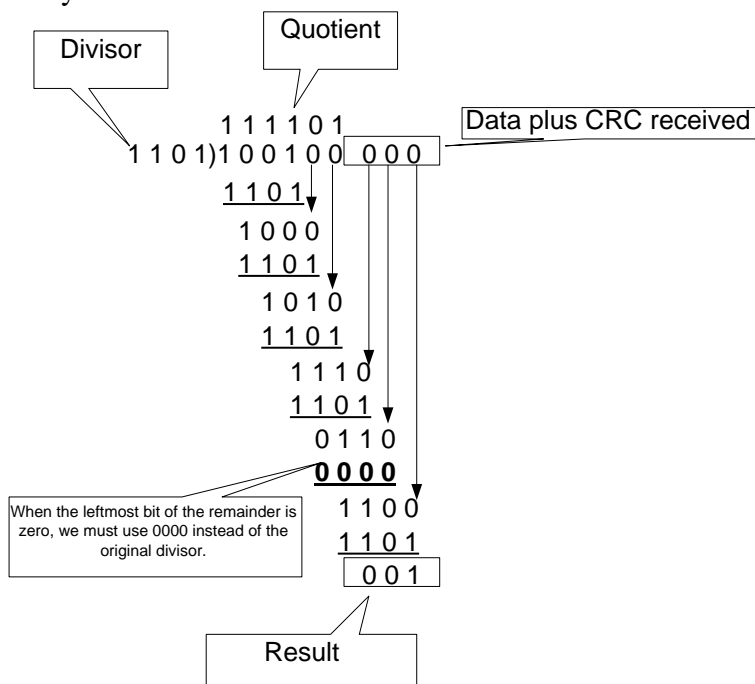 Quotient
Divisor
1 1 1 1 0 1
Data plus CRC received
1 1 0 1)1 0 0 1 0 0 0 0 0
1 1 0 1
1 0 0 0
1 1 0 1
1 0 1 0
1 1 0 1
1 1 1 0
1 1 0 1
0 1 1 0
0 0 0 0
When the leftmost bit of the remainder is
zero, we must use 0000 instead of the
original divisor.
1 1 0 0
1 1 0 1
0 0 1
Result